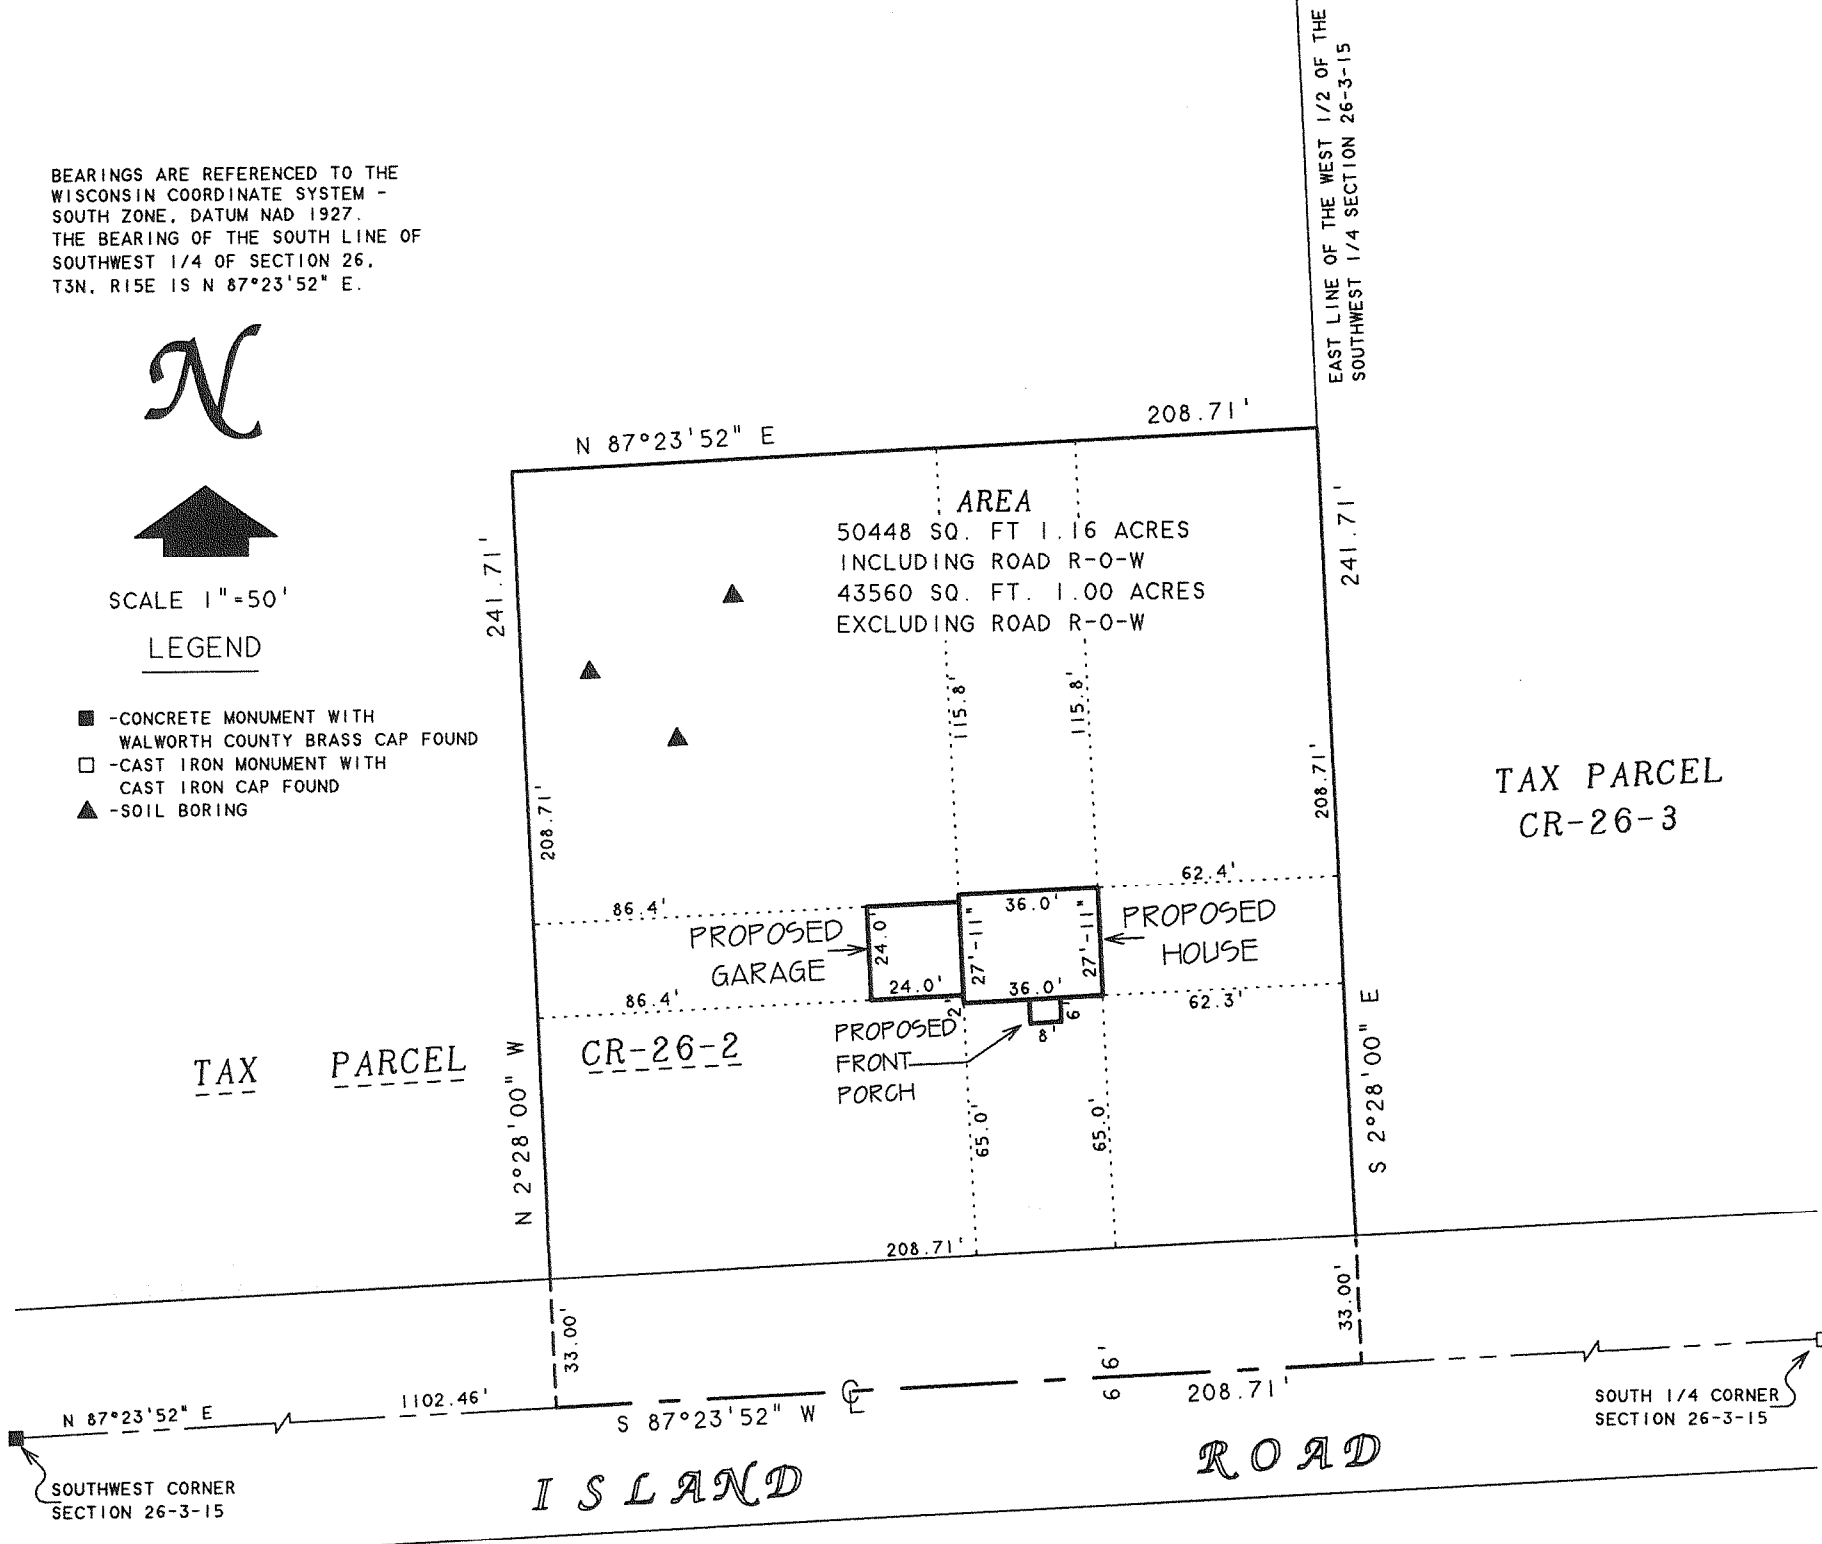 EAST LINE OF THE WEST 1/2 OF THE
SOUTHWEST 1/4 SECTION 26-3-15
BEARINGS ARE REFERENCED TO THE
WISCONSIN COORDINATE SYSTEM -
SOUTH ZONE, DATUM NAD 1927.
THE BEARING OF THE SOUTH LINE OF
SOUTHWEST 1/4 OF SECTION 26,
T3N, R15E IS N 87°23'52" E.
N
SCALE 1"=50'
LEGEND
-CONCRETE MONUMENT WITH
WALWORTH COUNTY BRASS CAP FOUND
-CAST IRON MONUMENT WITH
CAST IRON CAP FOUND
-SOIL BORING
N 87°23'52" E
208.71'
241.71'
241.71'
AREA
50448 SQ. FT 1.16 ACRES
INCLUDING ROAD R-O-W
43560 SQ. FT. 1.00 ACRES
EXCLUDING ROAD R-O-W
115.8'
115.8'
208.71'
208.71'
TAX PARCEL
CR-26-3
86.4'
62.4'
36.0'
PROPOSED
GARAGE
24.0'
27'-11"
27'-11"
PROPOSED
HOUSE
24.0'
36.0'
86.4'
62.3'
2'
6'
8'
PROPOSED
FRONT
PORCH
TAX PARCEL CR-26-2
N 2°28'00" W
S 2°28'00" E
65.0'
65.0'
208.71'
33.00'
33.00'
N 87°23'52" E
1102.46'
S 87°23'52" W
CL
66'
208.71'
SOUTH 1/4 CORNER
SECTION 26-3-15
SOUTHWEST CORNER
SECTION 26-3-15
ISLAND ROAD